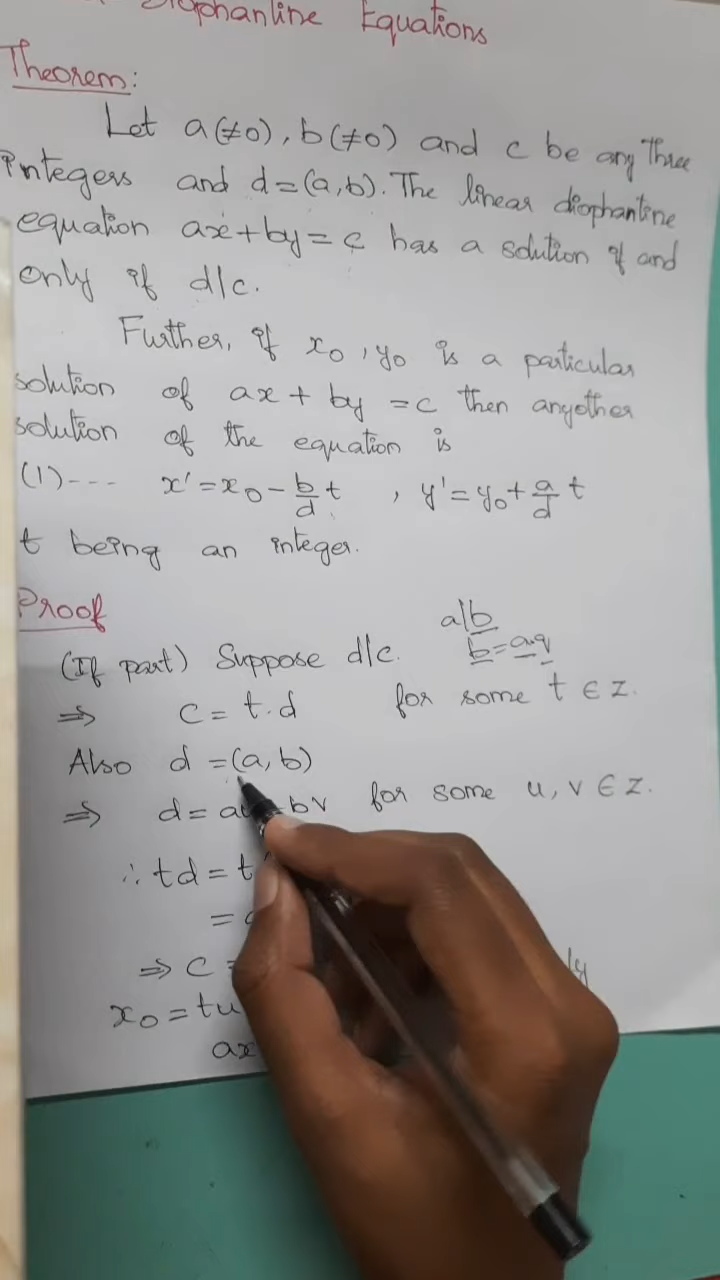 Diophantine Equations
Theorem:
Let a(≠0), b(≠0) and c be any three
integers and d=(a,b). The linear diophantine
equation ax+by=c has a solution if and
only if d/c.
Further, if x₀, y₀ is a particular
solution of ax + by =c then anyother
solution of the equation is
(1)--- x'=x₀-b/d t , y'=y₀+a/d t
t being an integer.
Proof
a|b
b=aq
(If part) Suppose d/c.
⇒ c = t.d for some t ∈ z.
Also d =(a,b)
⇒ d= au+bv for some u, v ∈ z.
∴ td = t
=
⇒ c =
x₀ = tu
ax